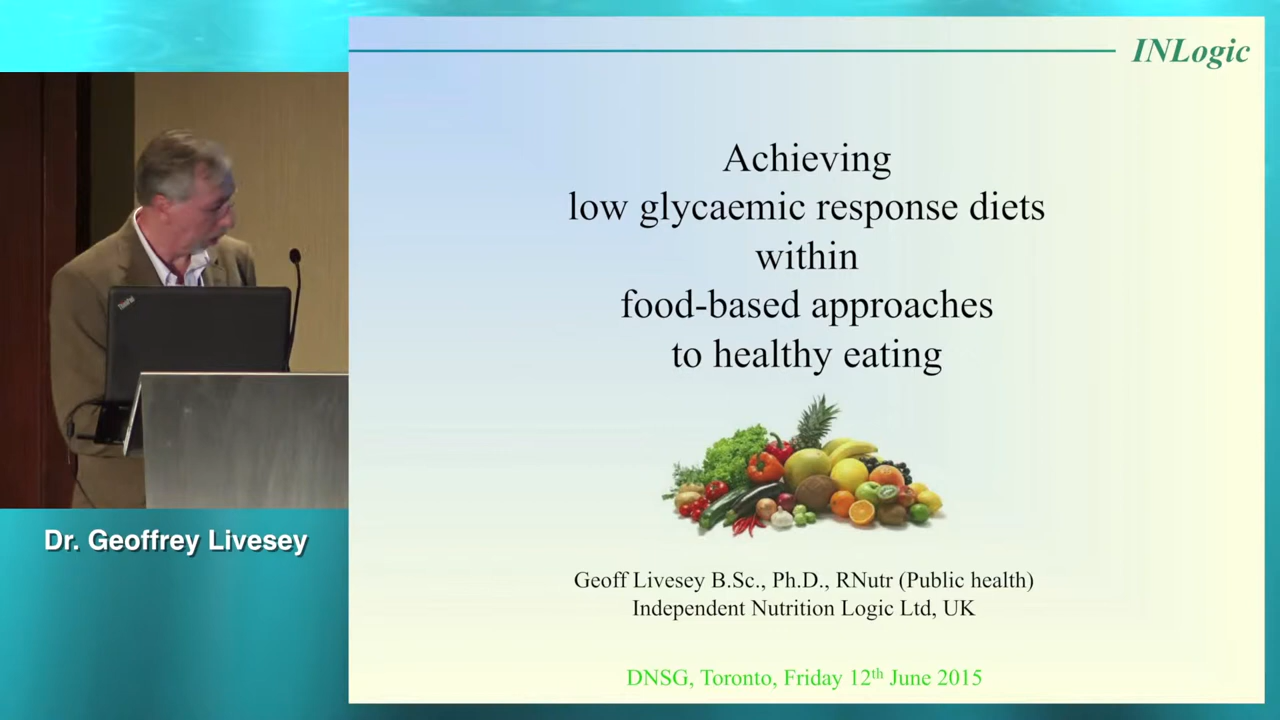 INLogic
Achieving
low glycaemic response diets
within
food-based approaches
to healthy eating
ThinkPad
Dr. Geoffrey Livesey
Geoff Livesey B.Sc., Ph.D., RNutr (Public health)
Independent Nutrition Logic Ltd, UK
DNSG, Toronto, Friday 12th June 2015